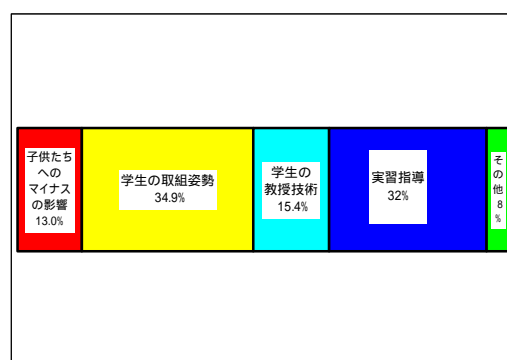 子供たち
への
マイナス
の影響
13.0%
学生の取組姿勢
34.9%
学生の
教授技術
15.4%
実習指導
32%
そ
の
他
8
%